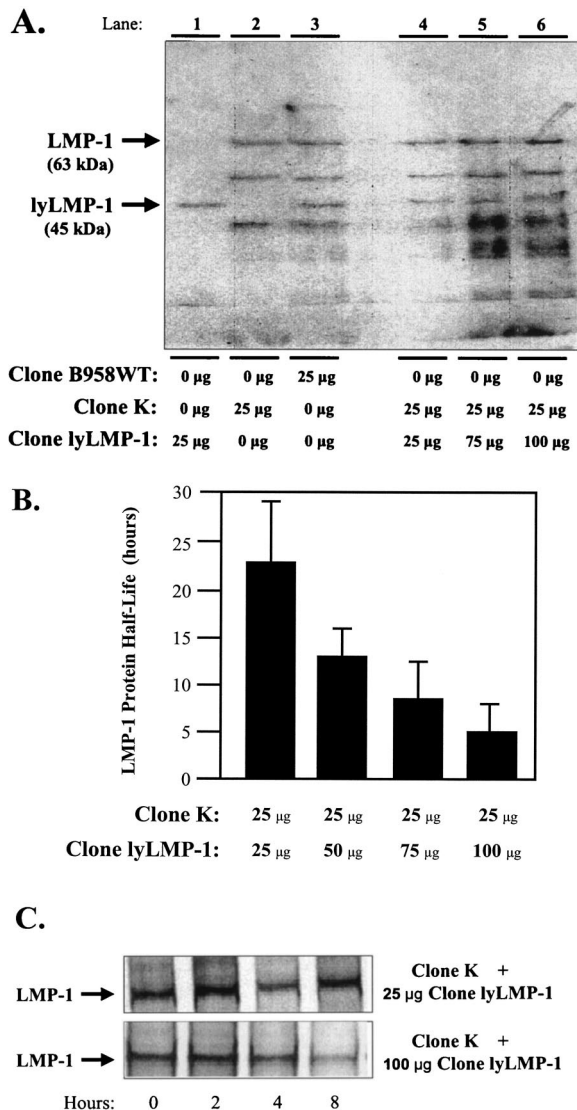 A.
Lane: 1 2 3 4 5 6
LMP-1
(63 kDa)
lyLMP-1
(45 kDa)
Clone B958WT: 0 µg 0 µg 25 µg 0 µg 0 µg 0 µg
Clone K: 0 µg 25 µg 0 µg 25 µg 25 µg 25 µg
Clone lyLMP-1: 25 µg 0 µg 0 µg 25 µg 75 µg 100 µg
B.
LMP-1 Protein Half-Life (hours)
30
25
20
15
10
5
0
Clone K: 25 µg 25 µg 25 µg 25 µg
Clone lyLMP-1: 25 µg 50 µg 75 µg 100 µg
C.
LMP-1
Clone K +
25 µg Clone lyLMP-1
LMP-1
Clone K +
100 µg Clone lyLMP-1
Hours: 0 2 4 8